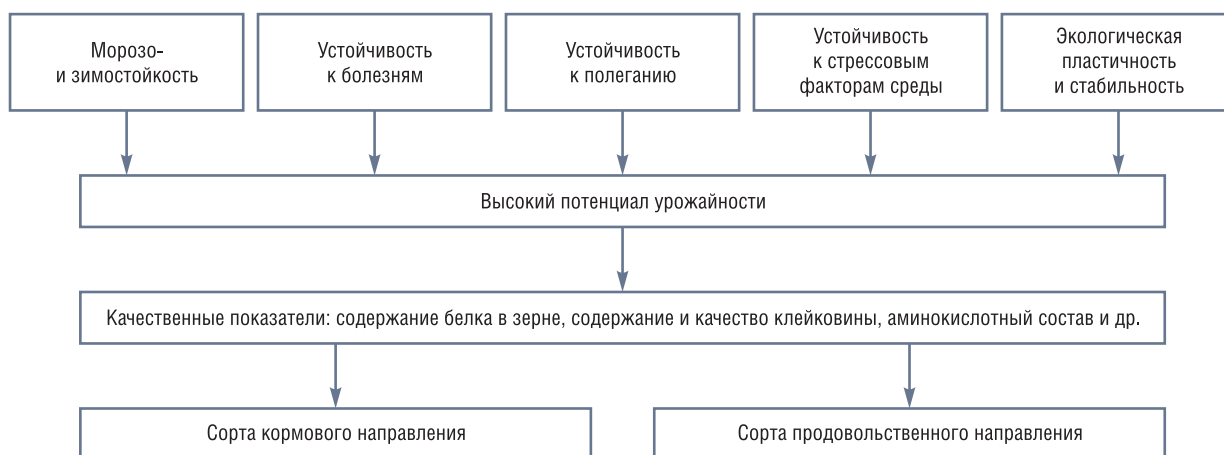 Морозо-
и зимостойкость
Устойчивость
к болезням
Устойчивость
к полеганию
Устойчивость
к стрессовым
факторам среды
Экологическая
пластичность
и стабильность
Высокий потенциал урожайности
Качественные показатели: содержание белка в зерне, содержание и качество клейковины, аминокислотный состав и др.
Сорта кормового направления
Сорта продовольственного направления